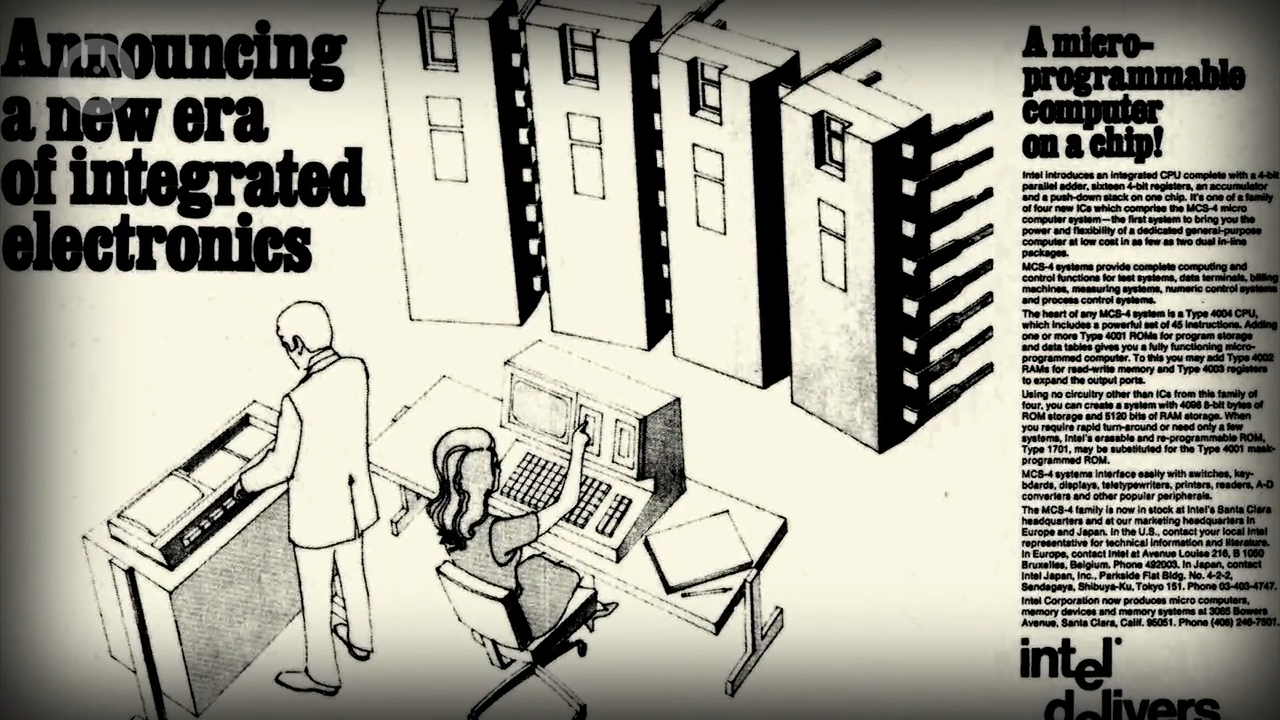 Announcing
a new era
of integrated
electronics
A micro-
programmable
computer
on a chip!
Intel introduces an integrated CPU complete with a 4-bit
parallel adder, sixteen 4-bit registers, an accumulator
and a push-down stack on one chip. It's one of a family
of four new ICs which comprise the MCS-4 micro
computer system—the first system to bring you the
power and flexibility of a dedicated general-purpose
computer at low cost in as few as two dual in-line
packages.
MCS-4 systems provide complete computing and
control functions for test systems, data terminals, billing
machines, measuring systems, numeric control systems
and process control systems.
The heart of any MCS-4 system is a Type 4004 CPU,
which includes a powerful set of 45 instructions. Adding
one or more Type 4001 ROMs for program storage
and data tables gives you a fully functioning micro-
programmed computer. To this you may add Type 4002
RAMs for read-write memory and Type 4003 registers
to expand the output ports.
Using no circuitry other than ICs from this family of
four, you can create a system with 4096 8-bit bytes of
ROM storage and 5120 bits of RAM storage. When
you require rapid turn-around or need only a few
systems, Intel's erasable and re-programmable ROM,
Type 1701, may be substituted for the Type 4001 mask-
programmed ROM.
MCS-4 systems interface easily with switches, key-
boards, displays, teletypewriters, printers, readers, A-D
converters and other popular peripherals.
The MCS-4 family is now in stock at Intel's Santa Clara
headquarters and at our marketing headquarters in
Europe and Japan. In the U.S., contact your local Intel
representative for technical information and literature.
In Europe, contact Intel at Avenue Louise 216, B 1050
Bruxelles, Belgium. Phone 492003. In Japan, contact
Intel Japan, Inc., Parkside Flat Bldg. No. 4-2-2,
Sendagaya, Shibuya-Ku, Tokyo 151. Phone 03-403-4747.
Intel Corporation now produces micro computers,
memory devices and memory systems at 3065 Bowers
Avenue, Santa Clara, Calif. 95051. Phone (408) 246-7501.
intel
delivers